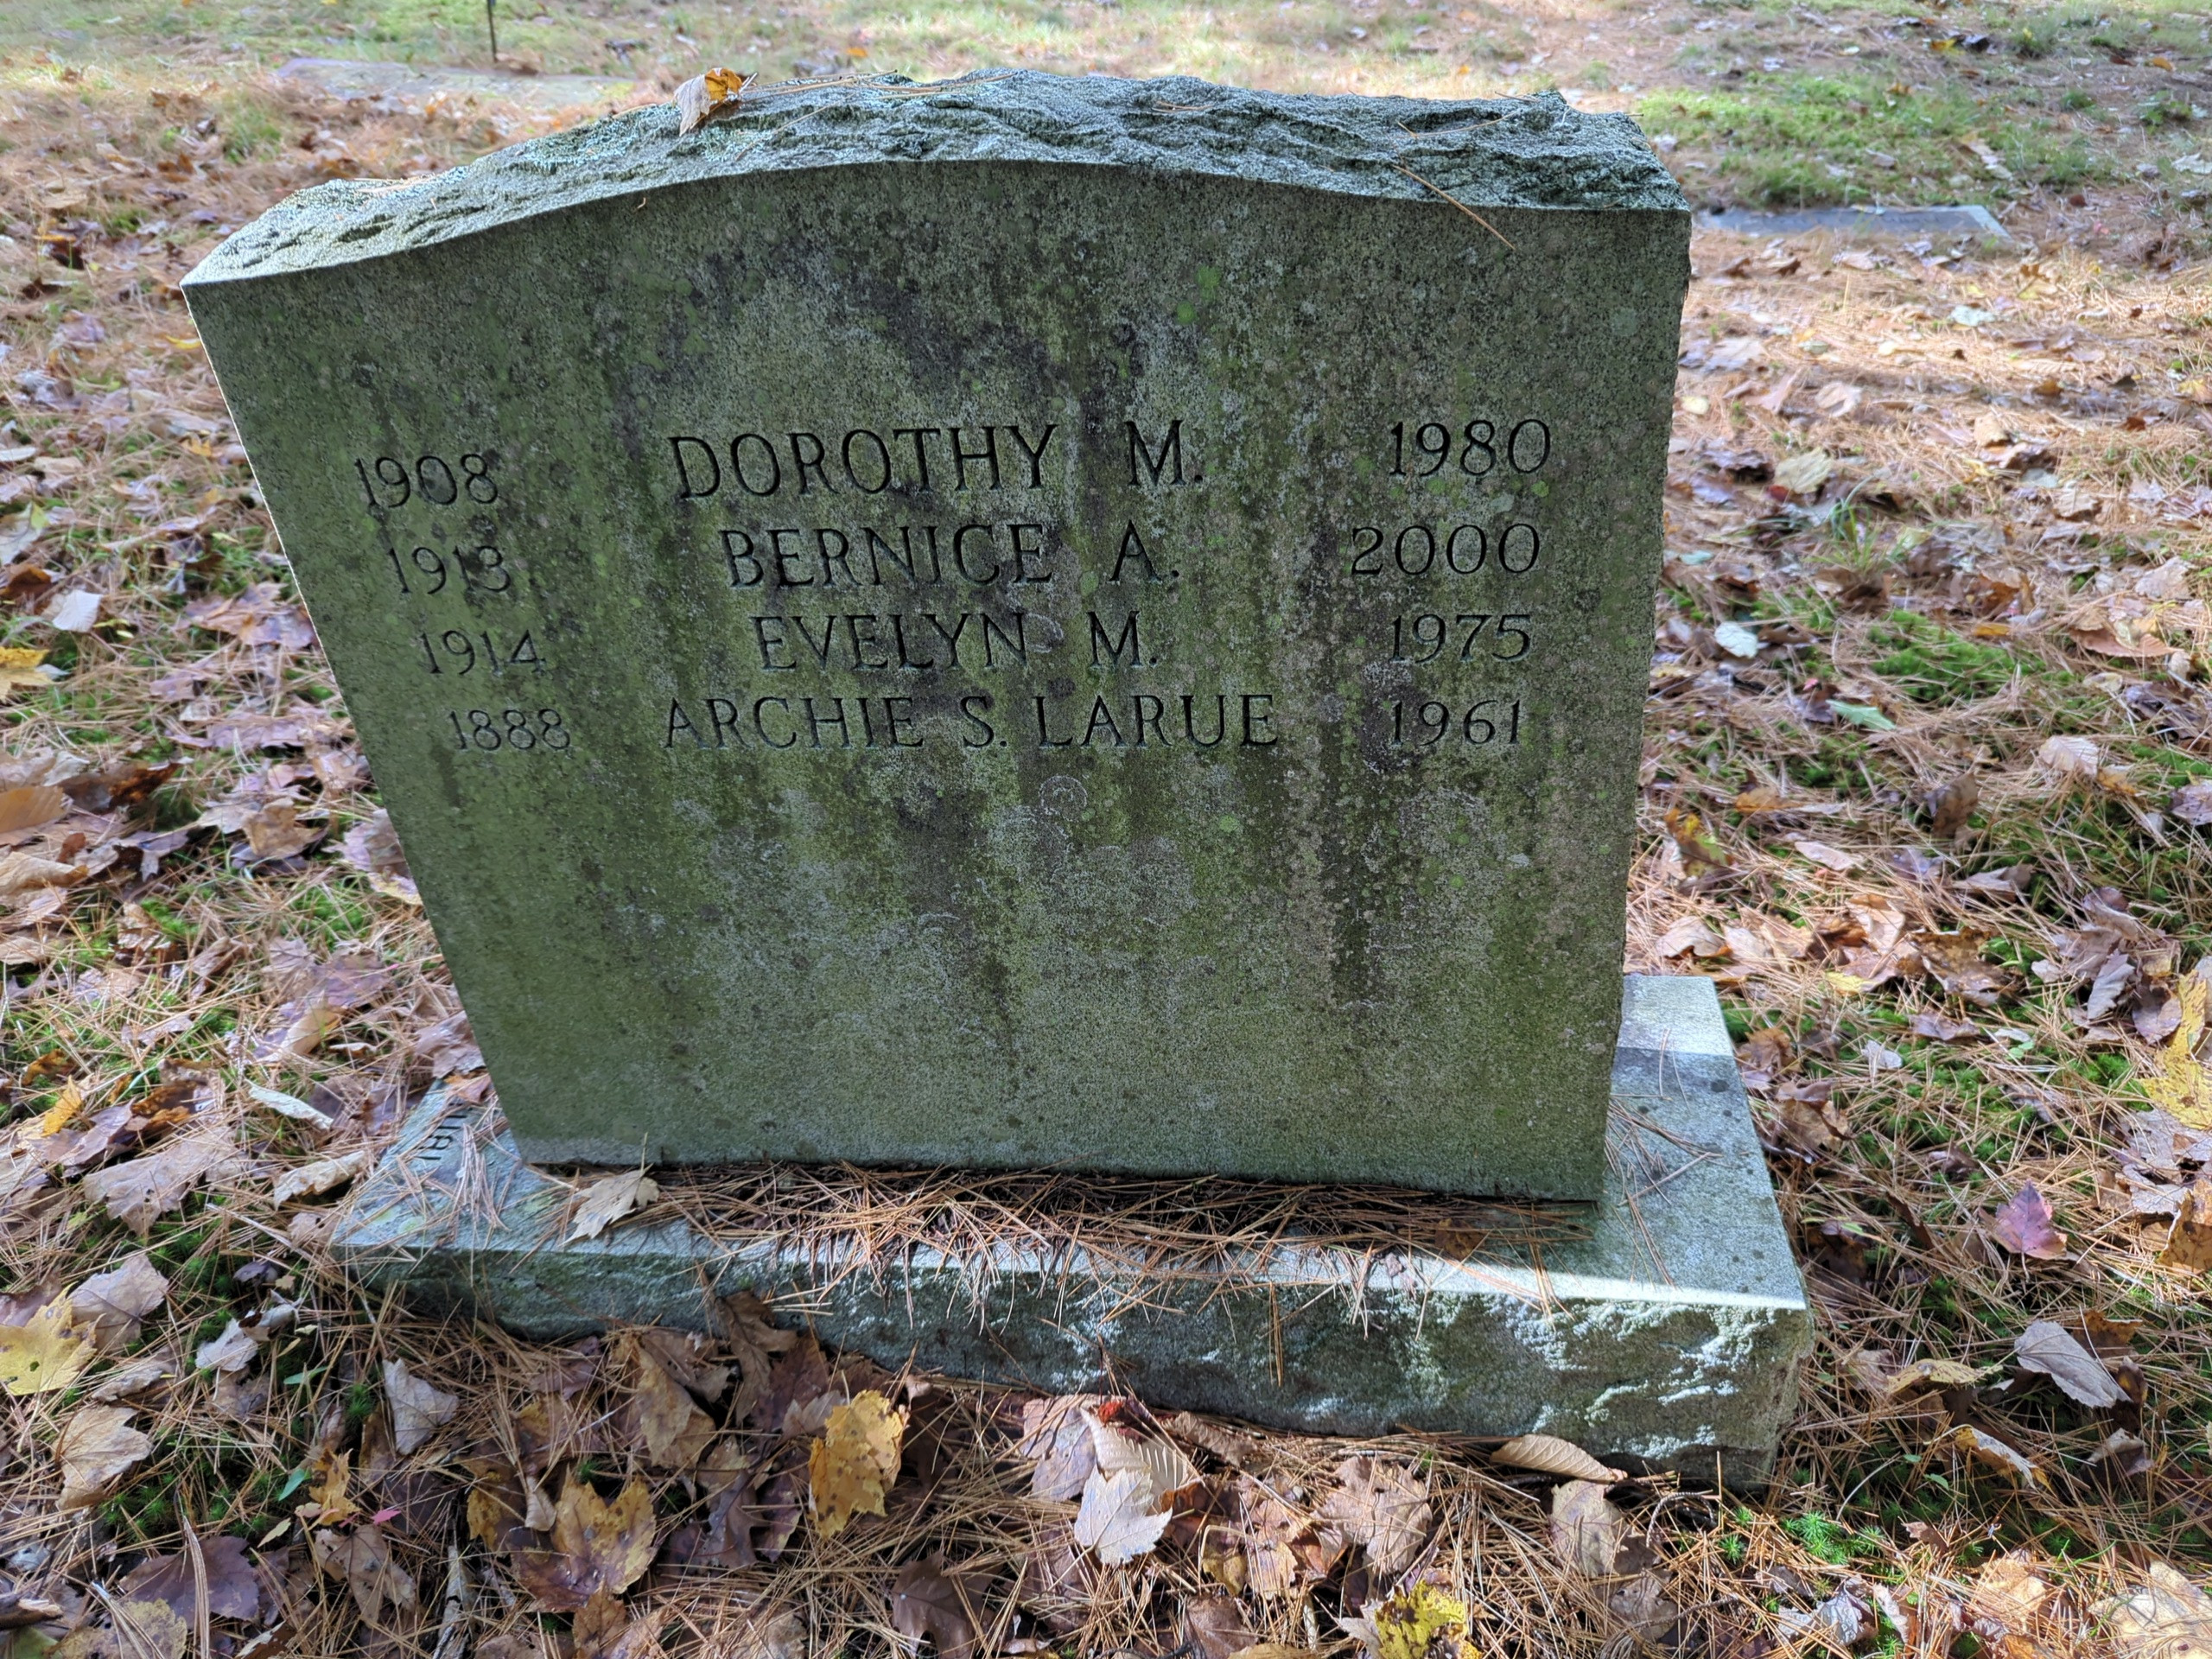 1908 DOROTHY M. 1980
1913 BERNICE A. 2000
1914 EVELYN M. 1975
1888 ARCHIE S. LARUE 1961